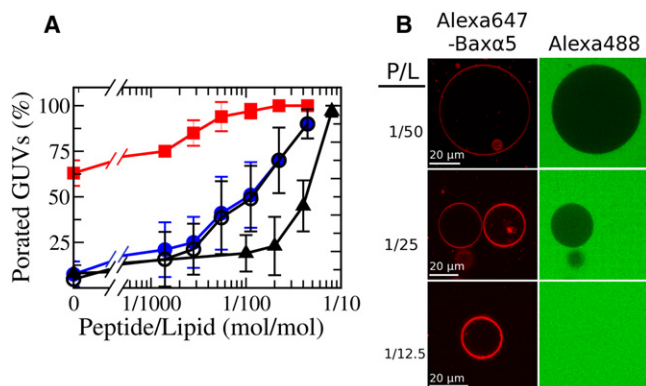 A
Porated GUVs (%)
100
75
50
25
0
1/1000
1/100
1/10
Peptide/Lipid (mol/mol)
B
Alexa647
-Baxα5
Alexa488
P/L
1/50
20 µm
1/25
20 µm
1/12.5
20 µm